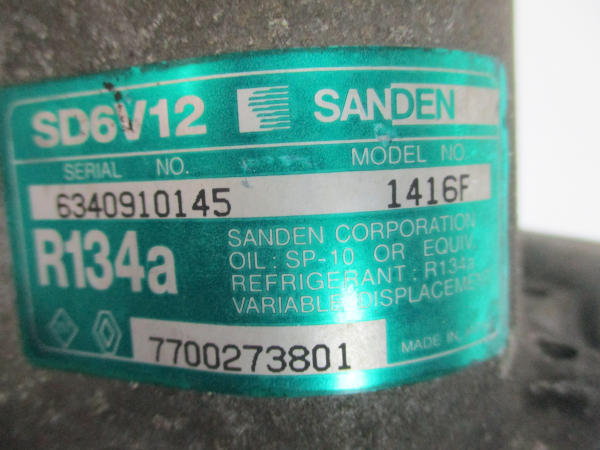 SD6V12 SANDEN
SERIAL NO. MODEL NO.
6340910145 1416F
R134a
SANDEN CORPORATION
OIL : SP-10 OR EQUIV.
REFRIGERANT : R134a
VARIABLE DISPLACEMENT
7700273801
MADE IN